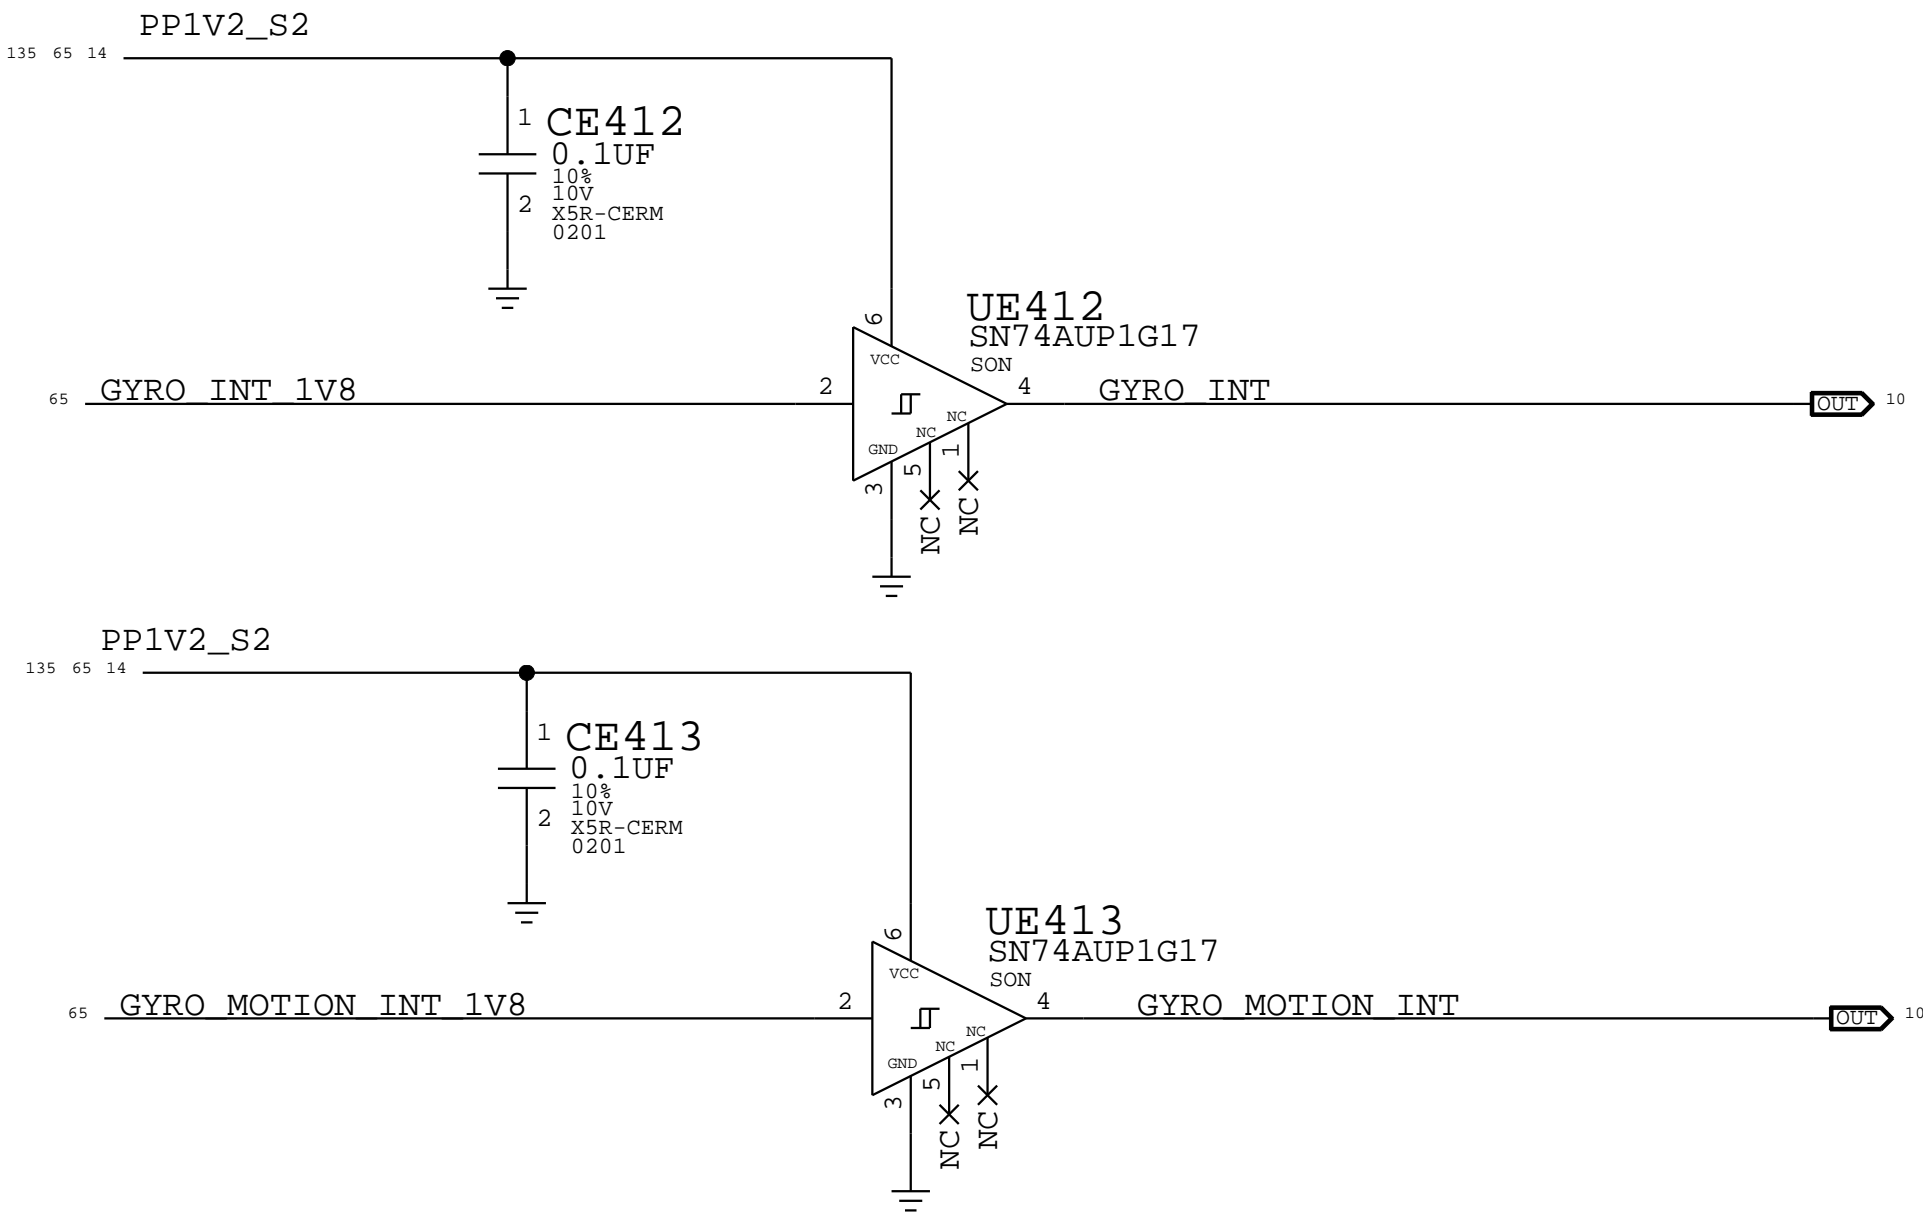 PP1V2_S2
135 65 14
1 CE412
0.1UF
10%
10V
2 X5R-CERM
0201
UE412
6 SN74AUP1G17
VCC SON
65 GYRO_INT_1V8 2 4 GYRO_INT OUT 10
NC
NC
GND 1
5
3
NC NC
PP1V2_S2
135 65 14
1 CE413
0.1UF
10%
10V
2 X5R-CERM
0201
UE413
6 SN74AUP1G17
VCC SON
65 GYRO_MOTION_INT_1V8 2 4 GYRO_MOTION_INT OUT 10
NC
NC
GND 1
5
3
NC NC